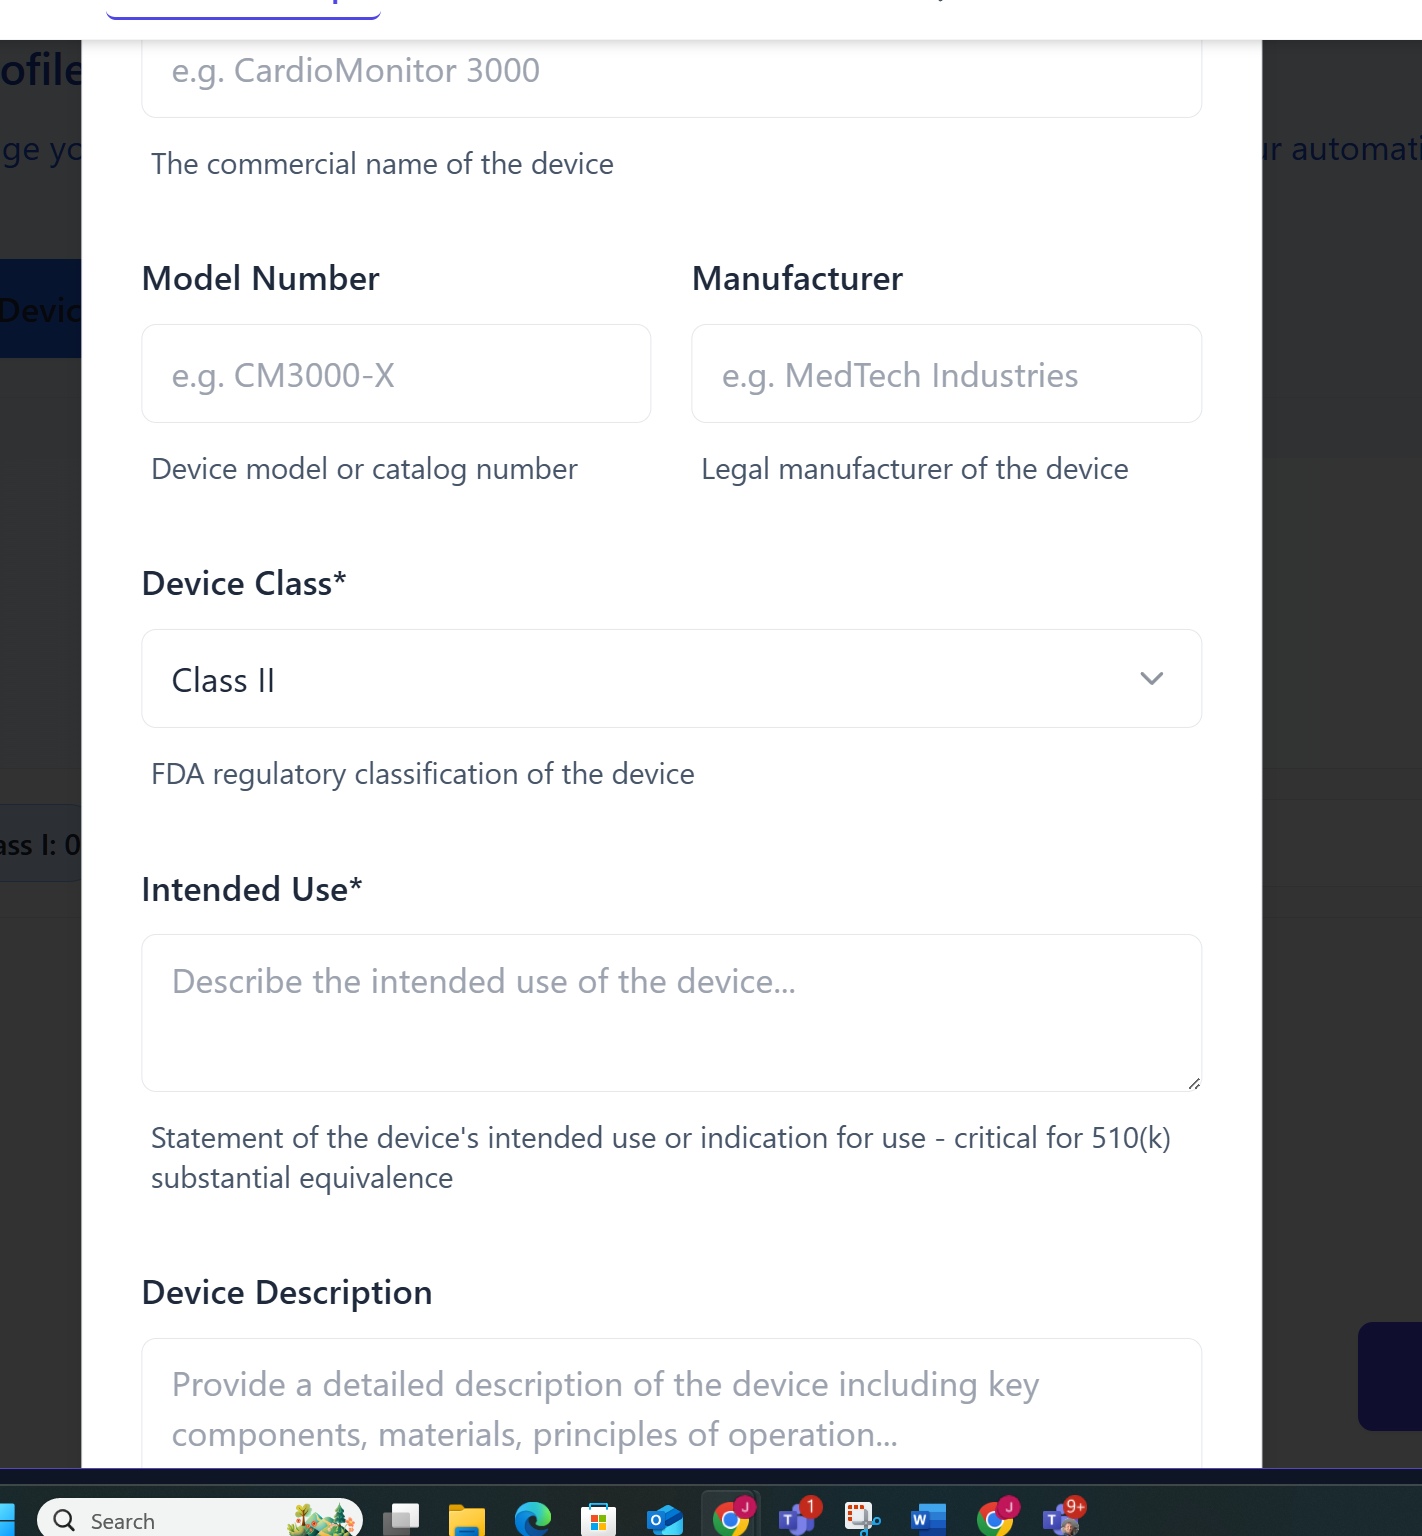 ofile
e.g. CardioMonitor 3000
ge yo
ur automati
The commercial name of the device
Model Number
Manufacturer
Devic
e.g. CM3000-X
e.g. MedTech Industries
Device model or catalog number
Legal manufacturer of the device
Device Class*
Class II
FDA regulatory classification of the device
ass I: 0
Intended Use*
Describe the intended use of the device...
Statement of the device's intended use or indication for use - critical for 510(k)
substantial equivalence
Device Description
Provide a detailed description of the device including key
components, materials, principles of operation...
Search
J
1
J
9+